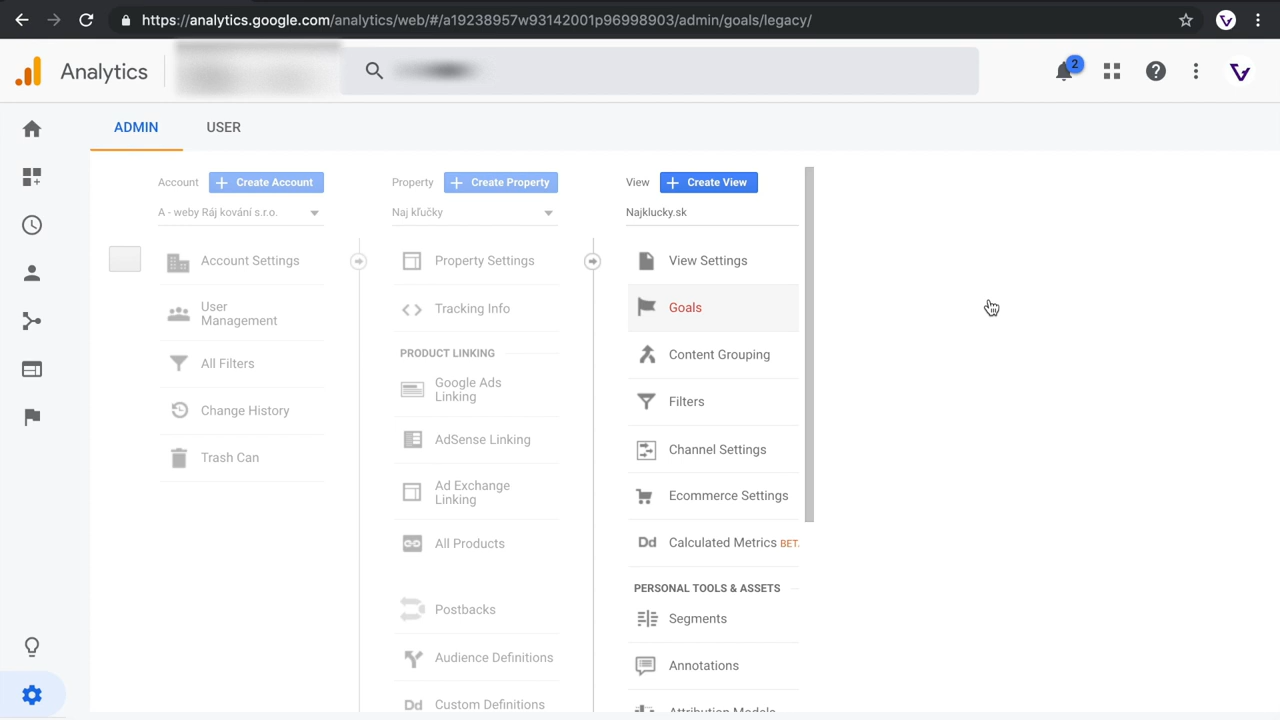 https://analytics.google.com/analytics/web/#/a19238957w93142001p96998903/admin/goals/legacy/
Analytics
2
ADMIN
USER
Account
Create Account
A - weby Ráj kování s.r.o.
Account Settings
User
Management
All Filters
Change History
Trash Can
Property
Create Property
Naj kľučky
Property Settings
Tracking Info
PRODUCT LINKING
Google Ads
Linking
AdSense Linking
Ad Exchange
Linking
All Products
Postbacks
Audience Definitions
Dd Custom Definitions
View
Create View
Najklucky.sk
View Settings
Goals
Content Grouping
Filters
Channel Settings
Ecommerce Settings
Dd Calculated Metrics BET.
PERSONAL TOOLS & ASSETS
Segments
Annotations
Attribution Models